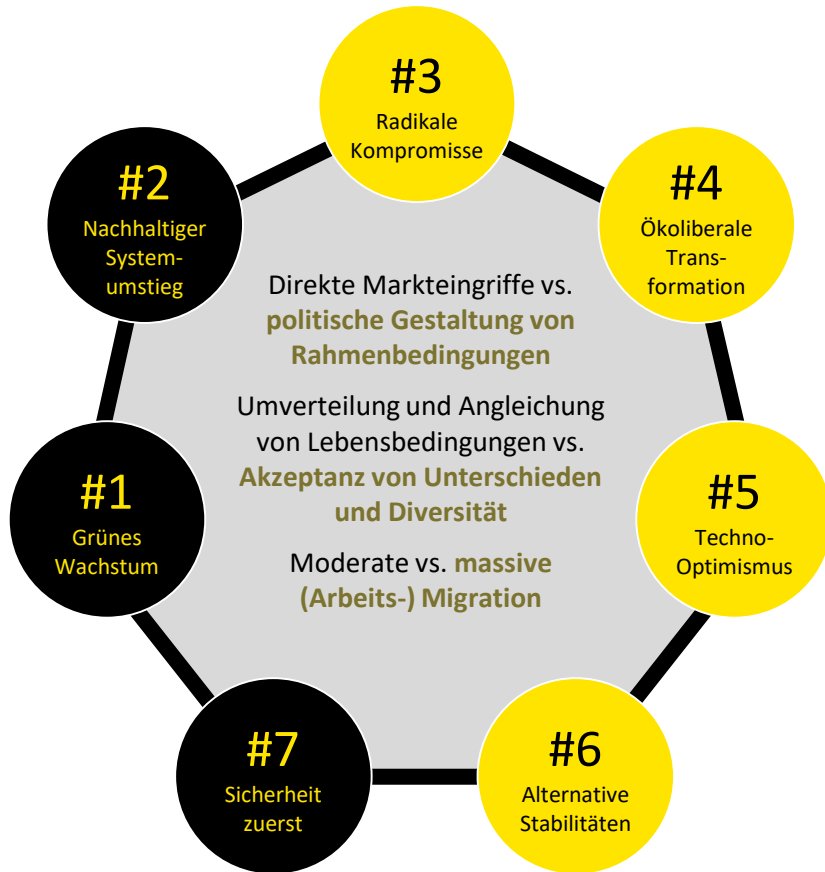 #3
Radikale
Kompromisse
#2
Nachhaltiger
System-
umstieg
#4
Ökoliberale
Trans-
formation
Direkte Markteingriffe vs.
politische Gestaltung von
Rahmenbedingungen
Umverteilung und Angleichung
von Lebensbedingungen vs.
Akzeptanz von Unterschieden
und Diversität
Moderate vs. massive
(Arbeits-) Migration
#1
Grünes
Wachstum
#5
Techno-
Optimismus
#7
Sicherheit
zuerst
#6
Alternative
Stabilitäten